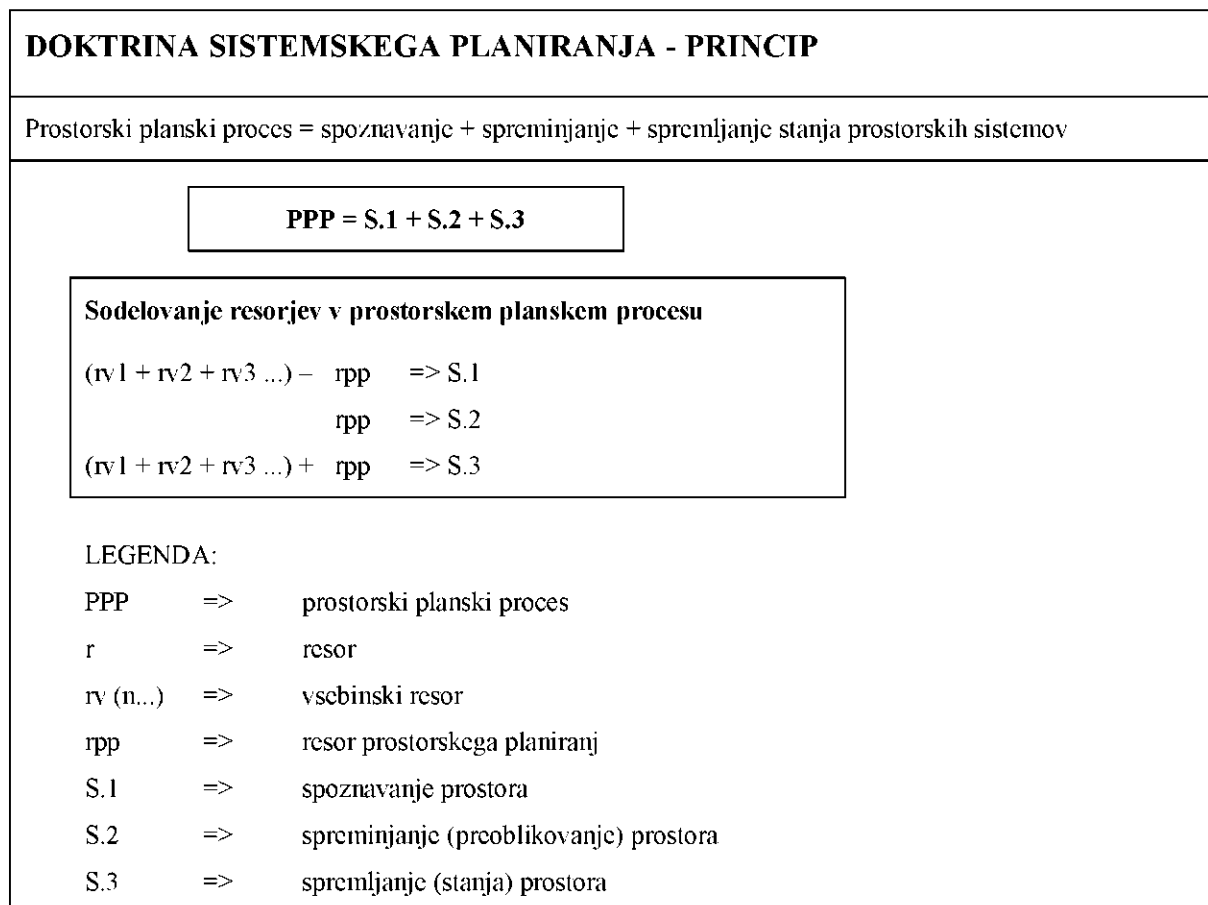 DOKTRINA SISTEMSKEGA PLANIRANJA - PRINCIP
Prostorski planski proces = spoznavanje + spreminjanje + spremljanje stanja prostorskih sistemov
PPP = S.1 + S.2 + S.3
Sodelovanje resorjev v prostorskem planskem procesu
(rv1 + rv2 + rv3 ...) – rpp => S.1
rpp => S.2
(rv1 + rv2 + rv3 ...) + rpp => S.3
LEGENDA:
PPP => prostorski planski proces
r => resor
rv (n...) => vsebinski resor
rpp => resor prostorskega planiranj
S.1 => spoznavanje prostora
S.2 => spreminjanje (preoblikovanje) prostora
S.3 => spremljanje (stanja) prostora